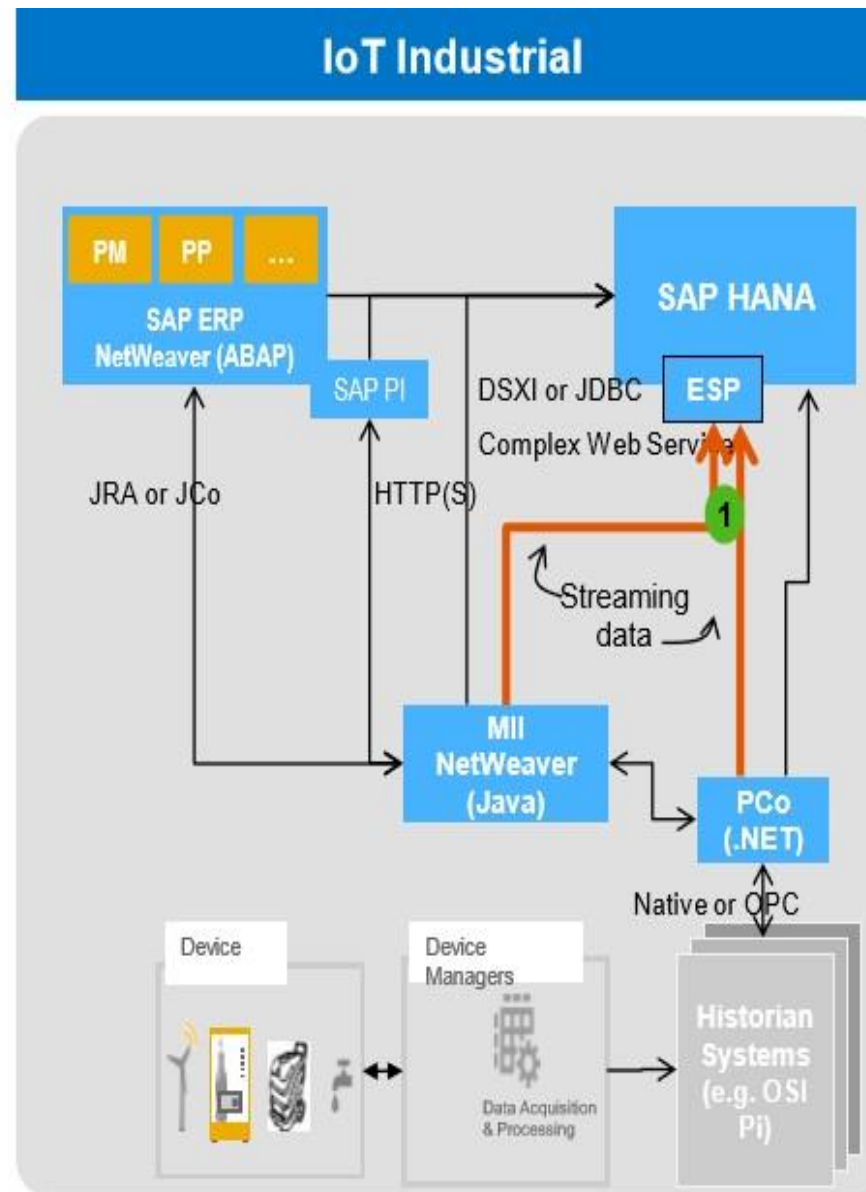 IoT Industrial
PM
PP
...
SAP ERP
NetWeaver (ABAP)
SAP PI
SAP HANA
ESP
DSXI or JDBC
Complex Web Service
JRA or JCo
HTTP(S)
1
Streaming
data
MII
NetWeaver
(Java)
PCo
(.NET)
Native or OPC
Device
Device
Managers
Data Acquisition
& Processing
Historian
Systems
(e.g. OSI
Pi)